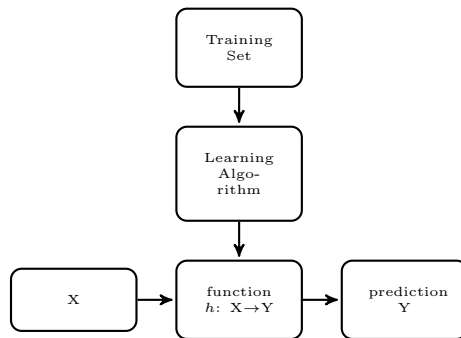 Training
Set
Learning
Algo-
rithm
X
function
h: X→Y
prediction
Y